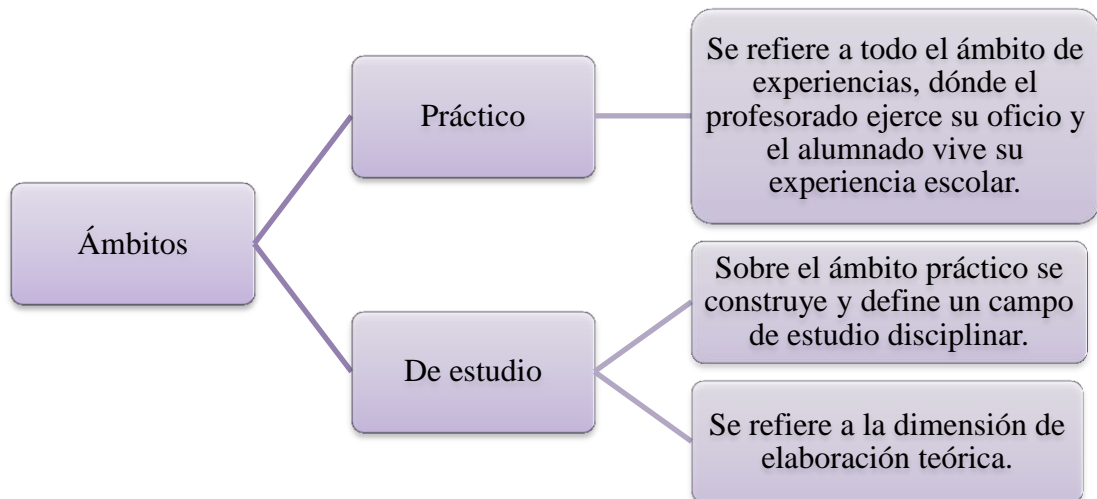 Ámbitos
Práctico
Se refiere a todo el ámbito de
experiencias, dónde el
profesorado ejerce su oficio y
el alumnado vive su
experiencia escolar.
De estudio
Sobre el ámbito práctico se
construye y define un campo
de estudio disciplinar.
Se refiere a la dimensión de
elaboración teórica.